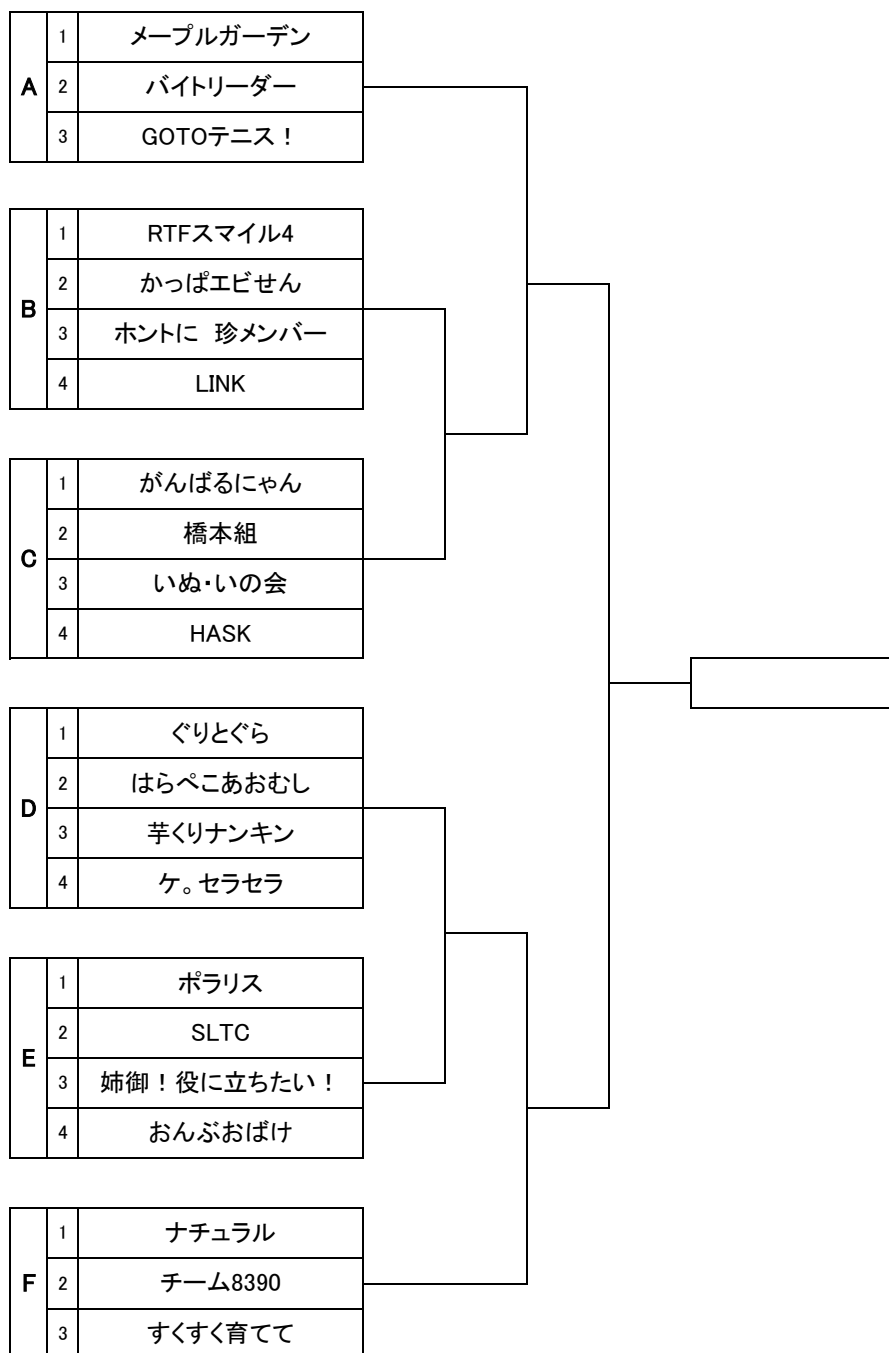 A
1 メープルガーデン
2 バイトリーダー
3 GOTOテニス！
B
1 RTFスマイル4
2 かっぱエビせん
3 ホントに　珍メンバー
4 LINK
C
1 がんばるにゃん
2 橋本組
3 いぬ・いの会
4 HASK
D
1 ぐりとぐら
2 はらぺこあおむし
3 芋くりナンキン
4 ケ。セラセラ
E
1 ポラリス
2 SLTC
3 姉御！役に立ちたい！
4 おんぶおばけ
F
1 ナチュラル
2 チーム8390
3 すくすく育てて